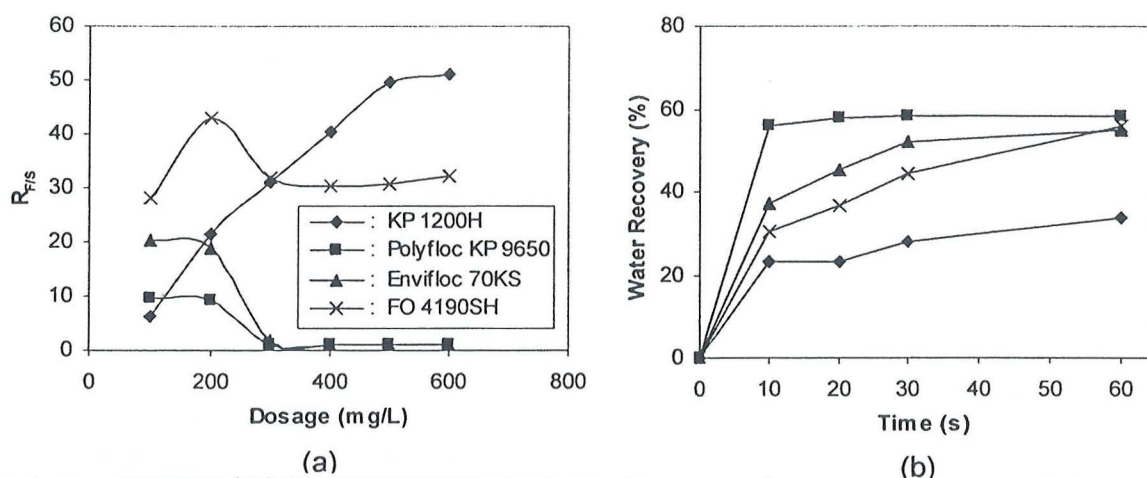 60
50
40
30
20
10
0
R_{F/S}
0 200 400 600 800
Dosage (mg/L)
: KP 1200H
: Polyfloc KP 9650
: Envifloc 70KS
: FO 4190SH
(a)
80
60
40
20
0
Water Recovery (%)
0 10 20 30 40 50 60
Time (s)
(b)